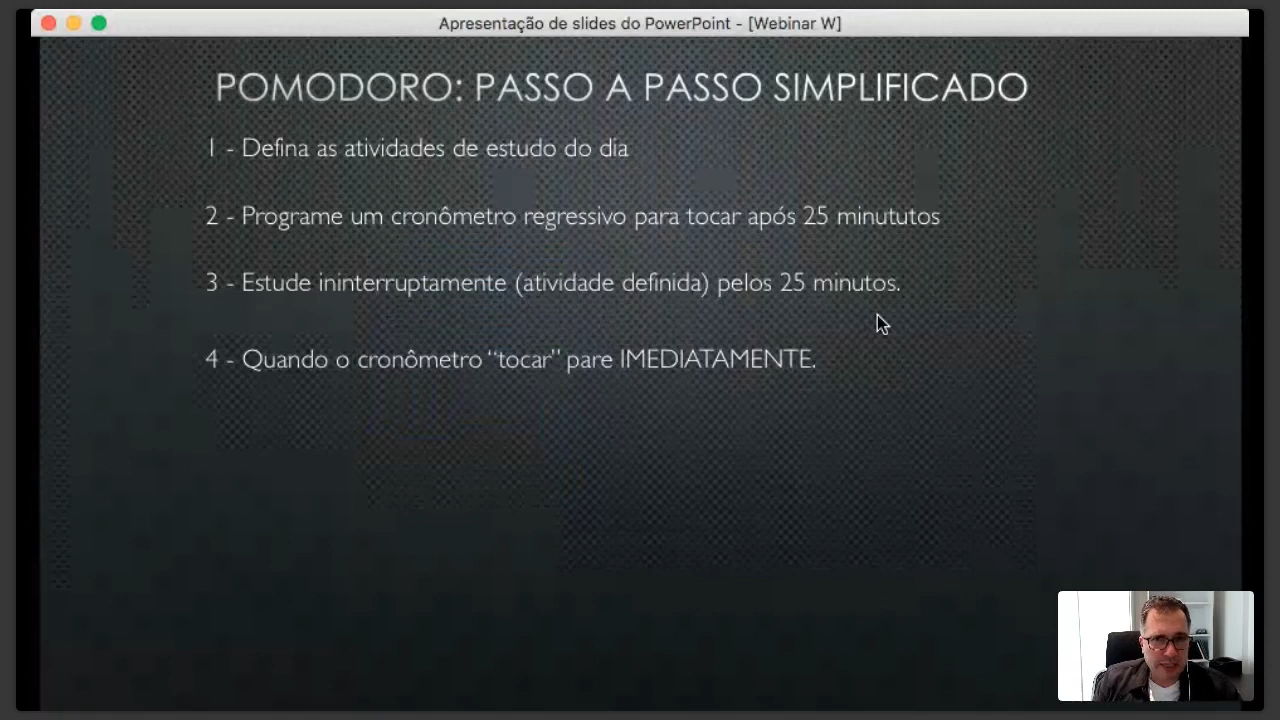 Apresentação de slides do PowerPoint - [Webinar W]
POMODORO: PASSO A PASSO SIMPLIFICADO
1 - Defina as atividades de estudo do dia
2 - Programe um cronômetro regressivo para tocar após 25 minututos
3 - Estude ininterruptamente (atividade definida) pelos 25 minutos.
4 - Quando o cronômetro “tocar” pare IMEDIATAMENTE.